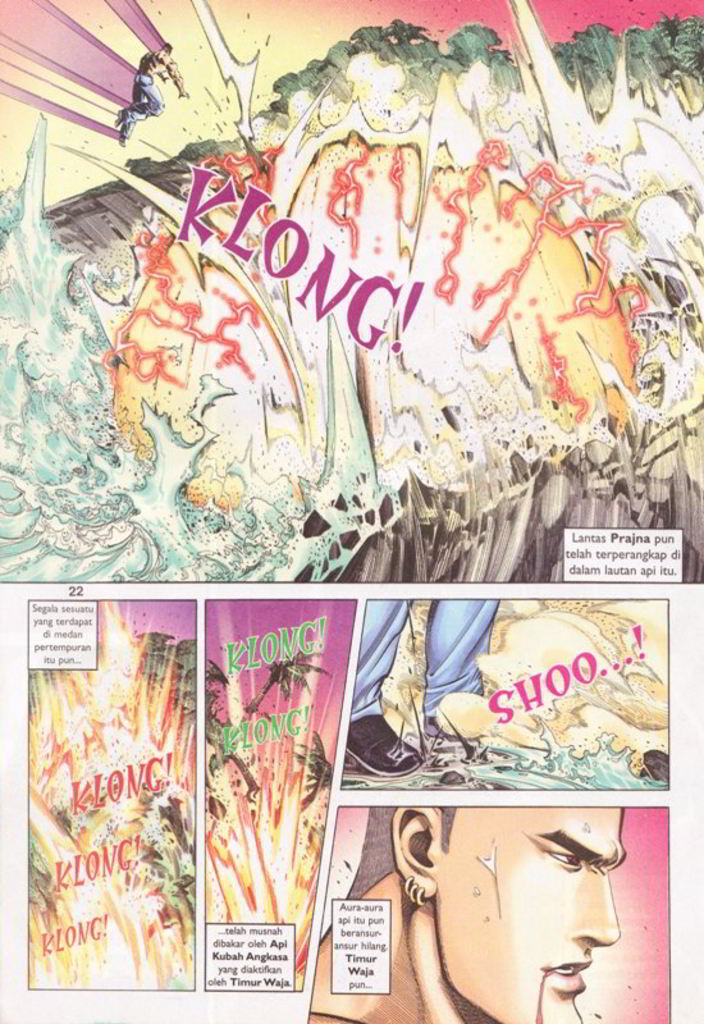 KLONG!
Lantas Prajna pun
telah terperangkap di
dalam lautan api itu.
22
Segala sesuatu
yang terdapat
di medan
pertempuran
itu pun...
KLONG!
KLONG!
KLONG!
KLONG!
KLONG!
...telah musnah
dibakar oleh Api
Kubah Angkasa
yang diaktifkan
oleh Timur Waja.
SHOO...!
Aura-aura
api itu pun
beransur-
ansur hilang.
Timur
Waja
pun...